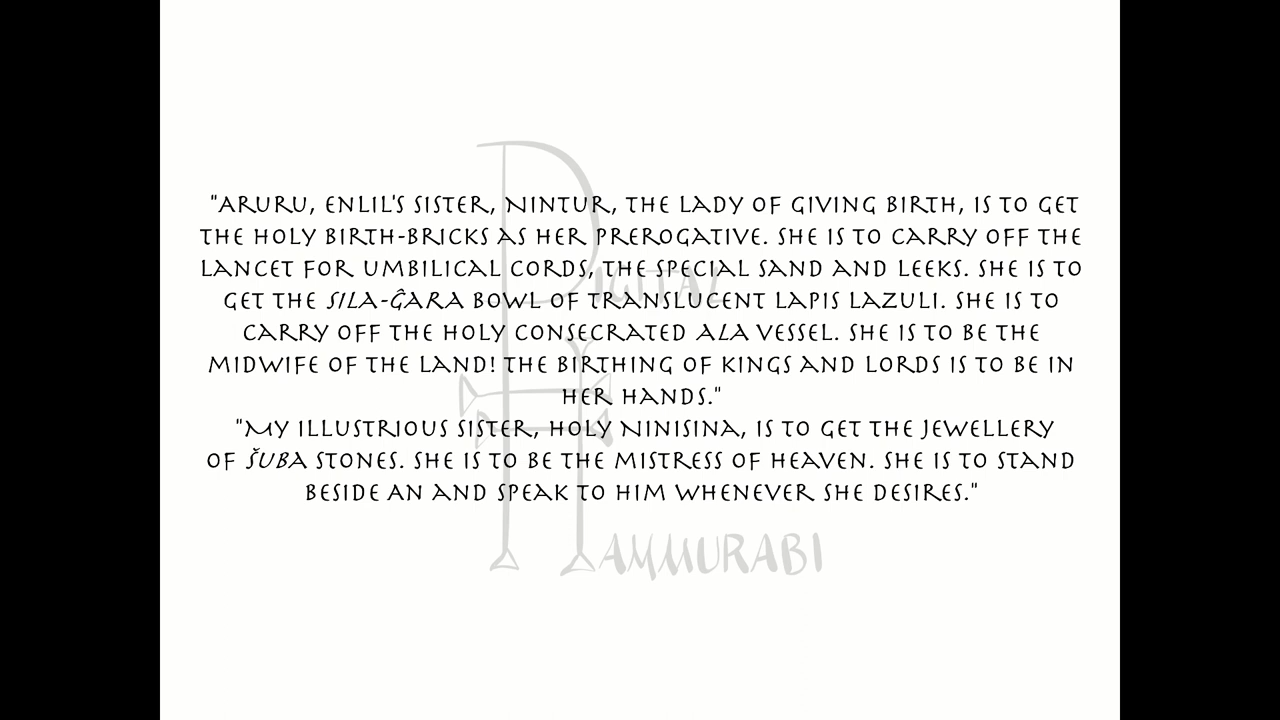 "Aruru, Enlil's sister, Nintur, the lady of giving birth, is to get
the holy birth-bricks as her prerogative. She is to carry off the
lancet for umbilical cords, the special sand and leeks. She is to
get the sila-ĝara bowl of translucent lapis lazuli. She is to
carry off the holy consecrated ala vessel. She is to be the
midwife of the land! The birthing of kings and lords is to be in
her hands."
"My illustrious sister, holy Ninisina, is to get the jewellery
of šuba stones. She is to be the mistress of heaven. She is to stand
beside An and speak to him whenever she desires."
Digital
Hammurabi